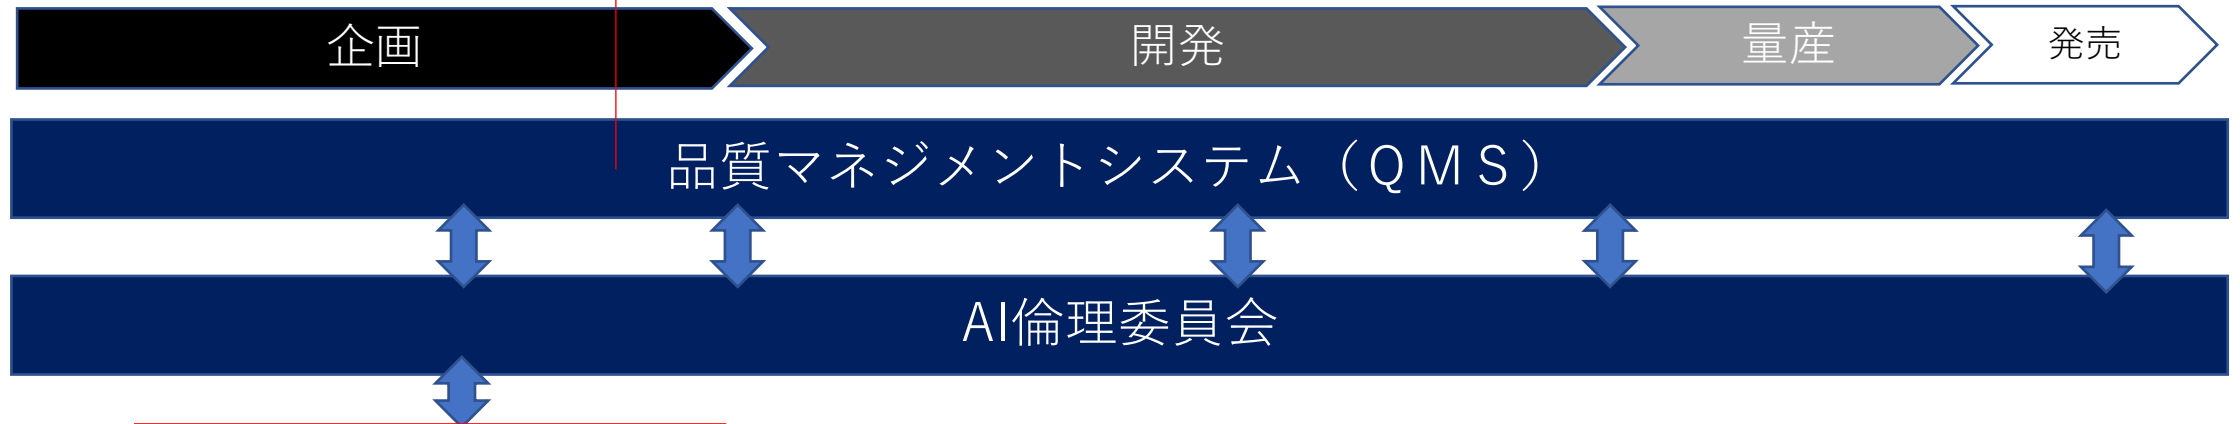 企画
開発
量産
発売
品質マネジメントシステム（ＱＭＳ）
AI倫理委員会